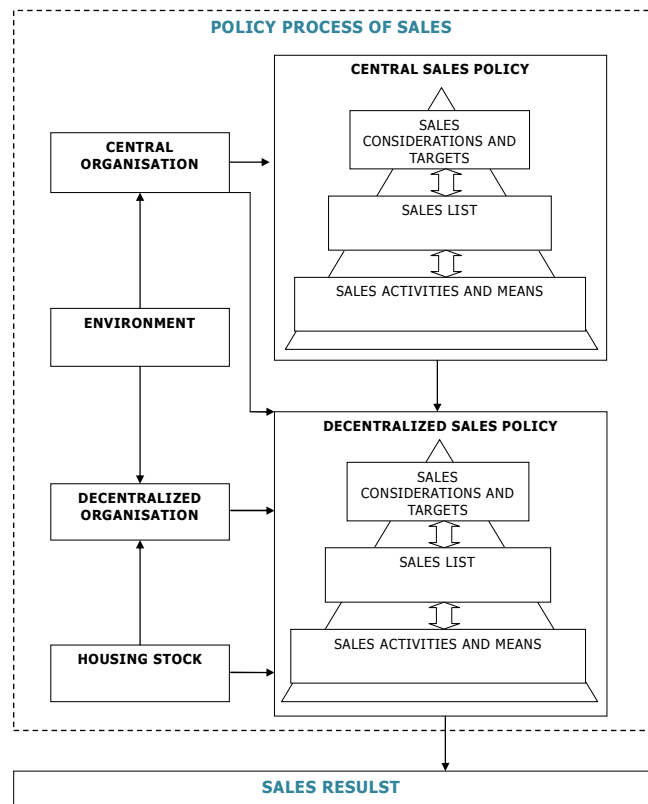 POLICY PROCESS OF SALES
CENTRAL SALES POLICY
SALES
CONSIDERATIONS AND
TARGETS
SALES LIST
SALES ACTIVITIES AND MEANS
CENTRAL
ORGANISATION
ENVIRONMENT
DECENTRALIZED SALES POLICY
SALES
CONSIDERATIONS AND
TARGETS
SALES LIST
SALES ACTIVITIES AND MEANS
DECENTRALIZED
ORGANISATION
HOUSING STOCK
SALES RESULST